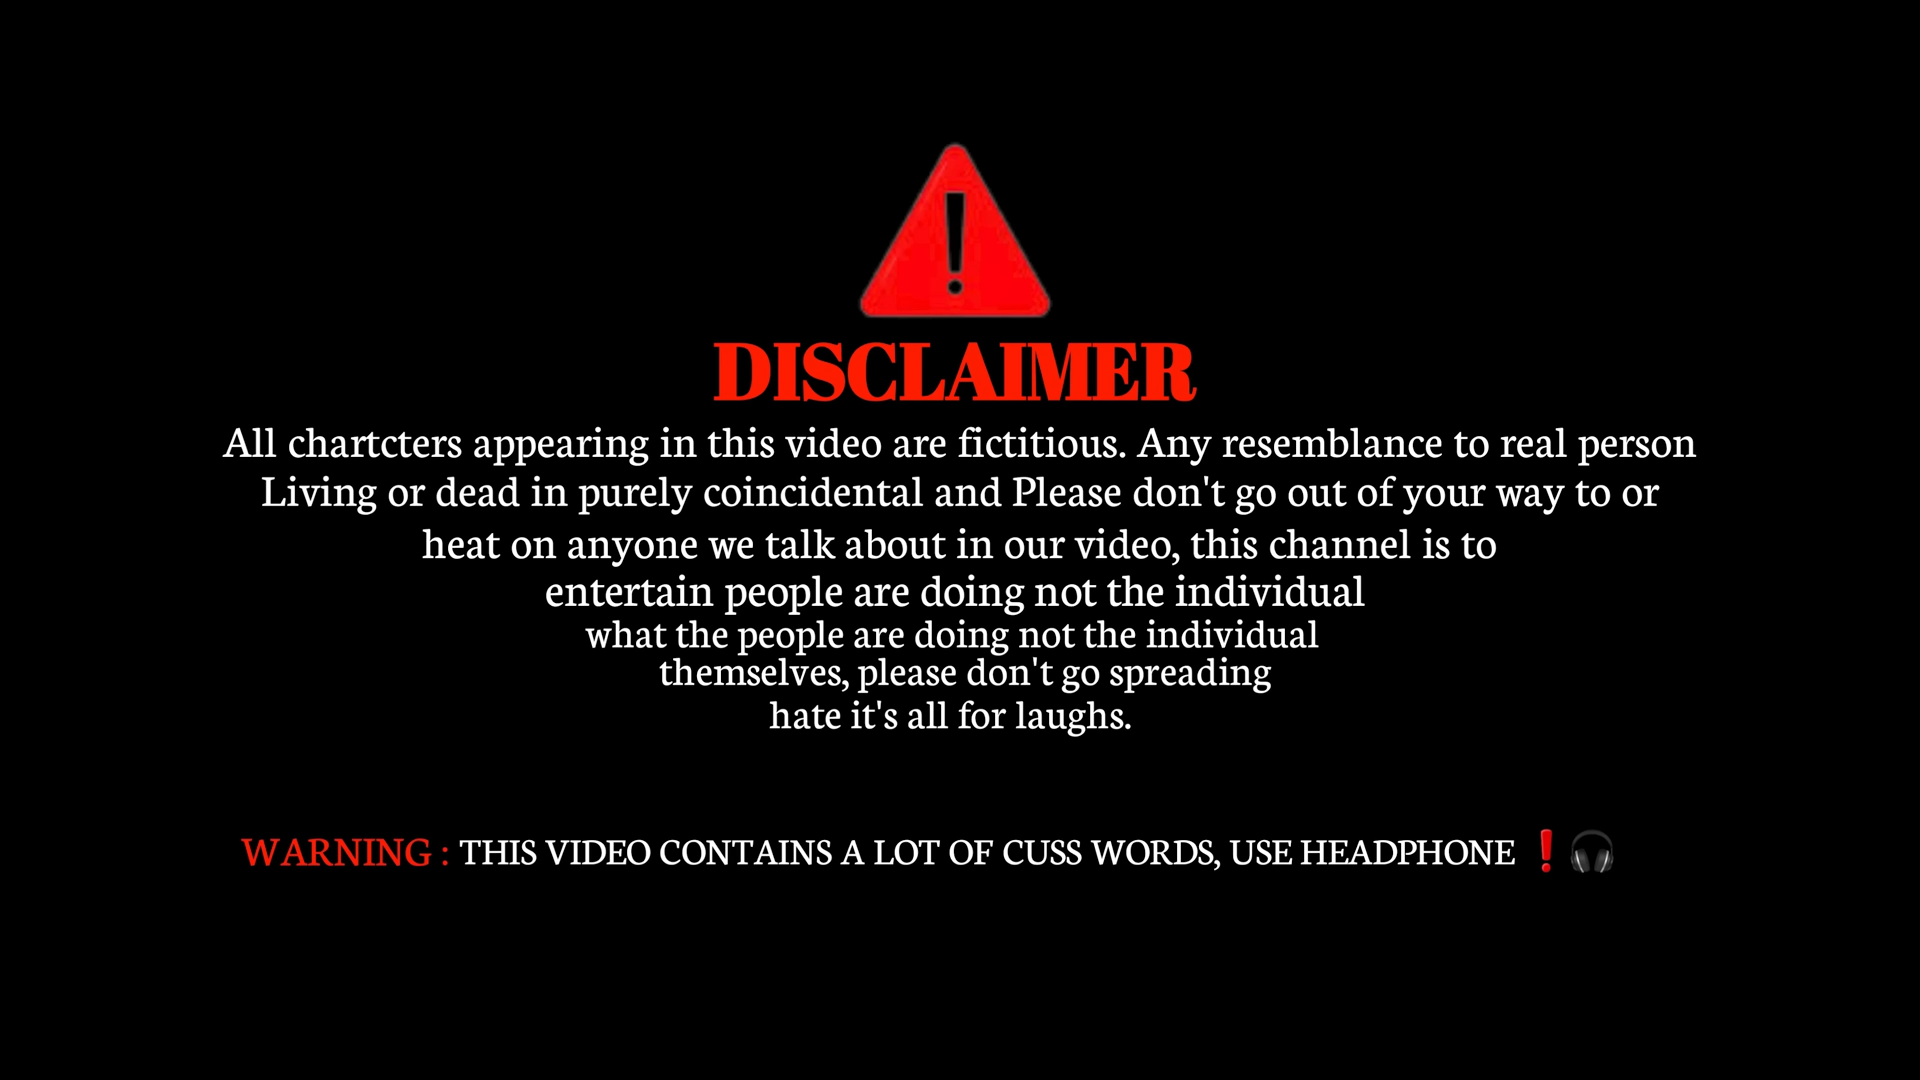 DISCLAIMER
All chartcters appearing in this video are fictitious. Any resemblance to real person
Living or dead in purely coincidental and Please don't go out of your way to or
heat on anyone we talk about in our video, this channel is to
entertain people are doing not the individual
what the people are doing not the individual
themselves, please don't go spreading
hate it's all for laughs.
WARNING : THIS VIDEO CONTAINS A LOT OF CUSS WORDS, USE HEADPHONE ❗🎧